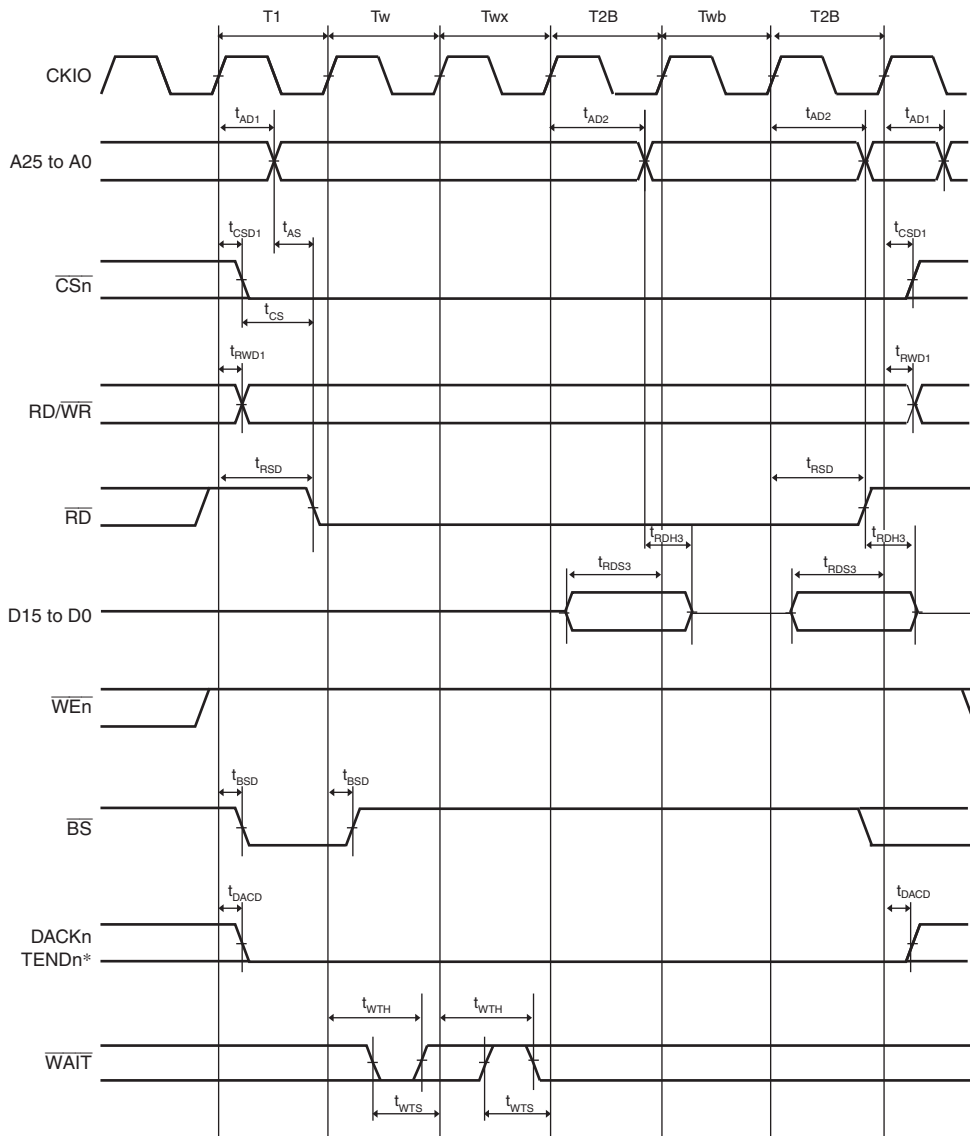 T1 Tw Twx T2B Twb T2B
CKIO
tAD1 tAD2 tAD2 tAD1
A25 to A0
tCSD1 tAS tCSD1
CSn
tCS
tRWD1 tRWD1
RD/WR
tRSD tRSD
RD
tRDH3 tRDH3
tRDS3 tRDS3
D15 to D0
WEn
tBSD tBSD
BS
tDACD tDACD
DACKn
TENDn*
tWTH tWTH
WAIT
tWTS tWTS